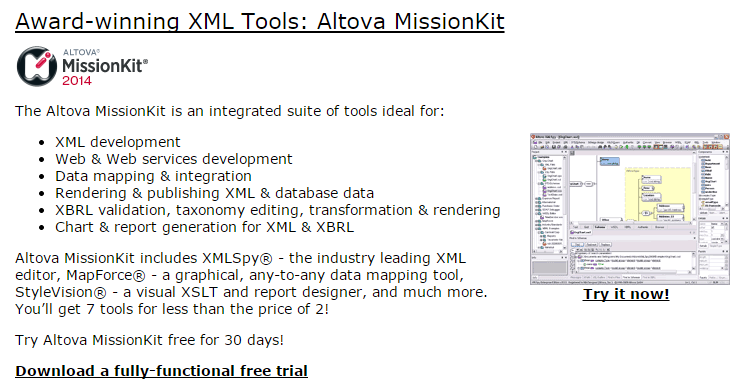 Award-winning XML Tools: Altova MissionKit
ALTOVA®
MissionKit®
2014
The Altova MissionKit is an integrated suite of tools ideal for:
• XML development
• Web & Web services development
• Data mapping & integration
• Rendering & publishing XML & database data
• XBRL validation, taxonomy editing, transformation & rendering
• Chart & report generation for XML & XBRL
Altova MissionKit includes XMLSpy® - the industry leading XML
editor, MapForce® - a graphical, any-to-any data mapping tool,
StyleVision® - a visual XSLT and report designer, and much more.
You’ll get 7 tools for less than the price of 2!
Try Altova MissionKit free for 30 days!
Download a fully-functional free trial
Try it now!